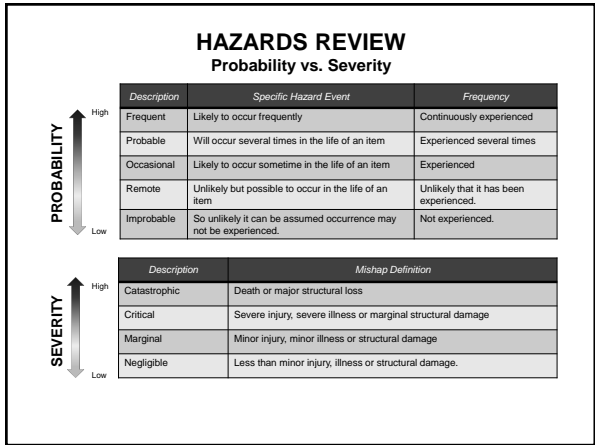 HAZARDS REVIEW
Probability vs. Severity
Description Specific Hazard Event Frequency
High
PROBABILITY
Low
Frequent Likely to occur frequently Continuously experienced
Probable Will occur several times in the life of an item Experienced several times
Occasional Likely to occur sometime in the life of an item Experienced
Remote Unlikely but possible to occur in the life of an Unlikely that it has been
item experienced.
Improbable So unlikely it can be assumed occurrence may Not experienced.
not be experienced.
Description Mishap Definition
High
SEVERITY
Low
Catastrophic Death or major structural loss
Critical Severe injury, severe illness or marginal structural damage
Marginal Minor injury, minor illness or structural damage
Negligible Less than minor injury, illness or structural damage.